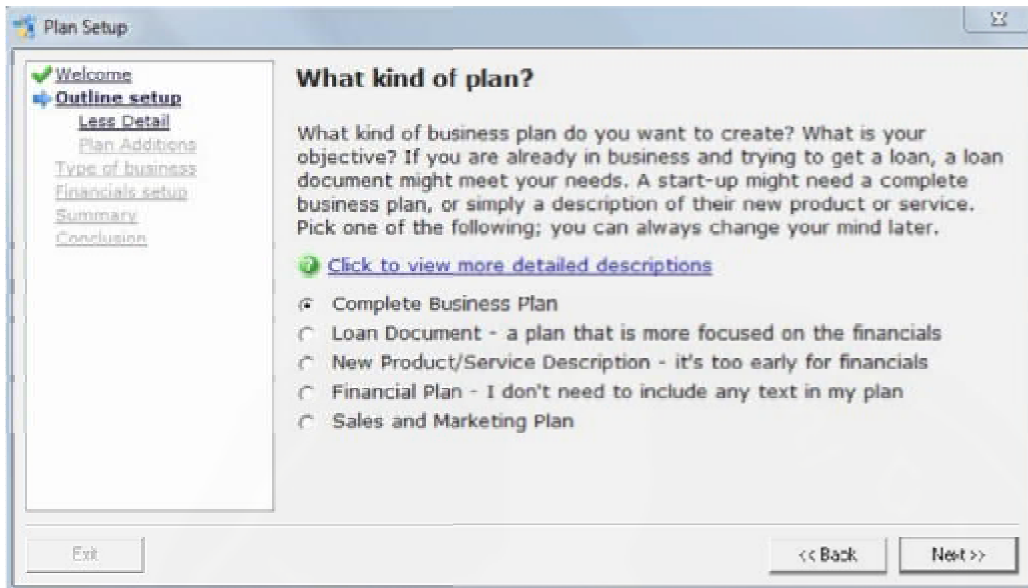 Plan Setup
Welcome
Outline setup
Less Detail
Plan Additions
Type of business
Financials setup
Summary
Conclusion
What kind of plan?
What kind of business plan do you want to create? What is your
objective? If you are already in business and trying to get a loan, a loan
document might meet your needs. A start-up might need a complete
business plan, or simply a description of their new product or service.
Pick one of the following; you can always change your mind later.
Click to view more detailed descriptions
Complete Business Plan
Loan Document - a plan that is more focused on the financials
New Product/Service Description - it's too early for financials
Financial Plan - I don't need to include any text in my plan
Sales and Marketing Plan
Exit
<< Back
Next >>